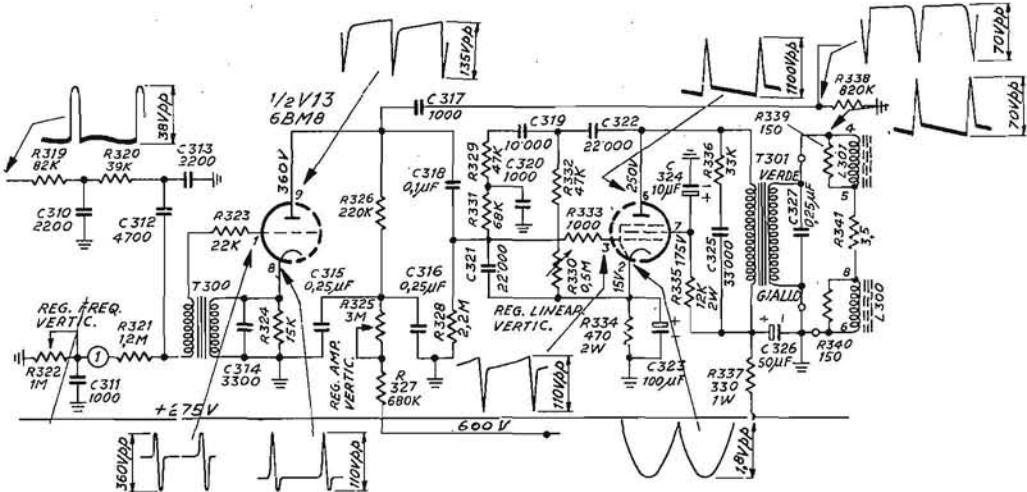 38Vpp
135Vpp
1100Vpp
70Vpp
70Vpp
1/2V13
6BM8
C317
1000
R338
820K
R339
150
R319
82K
R320
39K
C313
2200
C310
2200
C312
4700
R323
22K
360V
9
1
8
R326
220K
C318
0,1µF
R329
47K
C319
10'000
C320
1000
R331
68K
C322
22'000
R332
47K
R333
1000
C321
22'000
R330
0,5M
250V
6
7
3
2
15V
175V
C324
10µF
R336
33K
C325
33'000
R335
12K
2W
T301
VERDE
GIALLO
C327
0,25µF
4
L301
5
R341
3,5
8
L300
6
R340
150
C326
50µF
T300
R324
15K
C314
3300
C315
0,25µF
R325
3M
C316
0,25µF
R328
2,2M
REG. AMP.
VERTIC.
R327
680K
REG. LINEAR.
VERTIC.
R334
470
2W
C323
100µF
R337
330
1W
REG. FREQ.
VERTIC.
R321
1,2M
1
R322
1M
C311
1000
+275V
600V
110Vpp
360Vpp
110Vpp
1,8Vpp